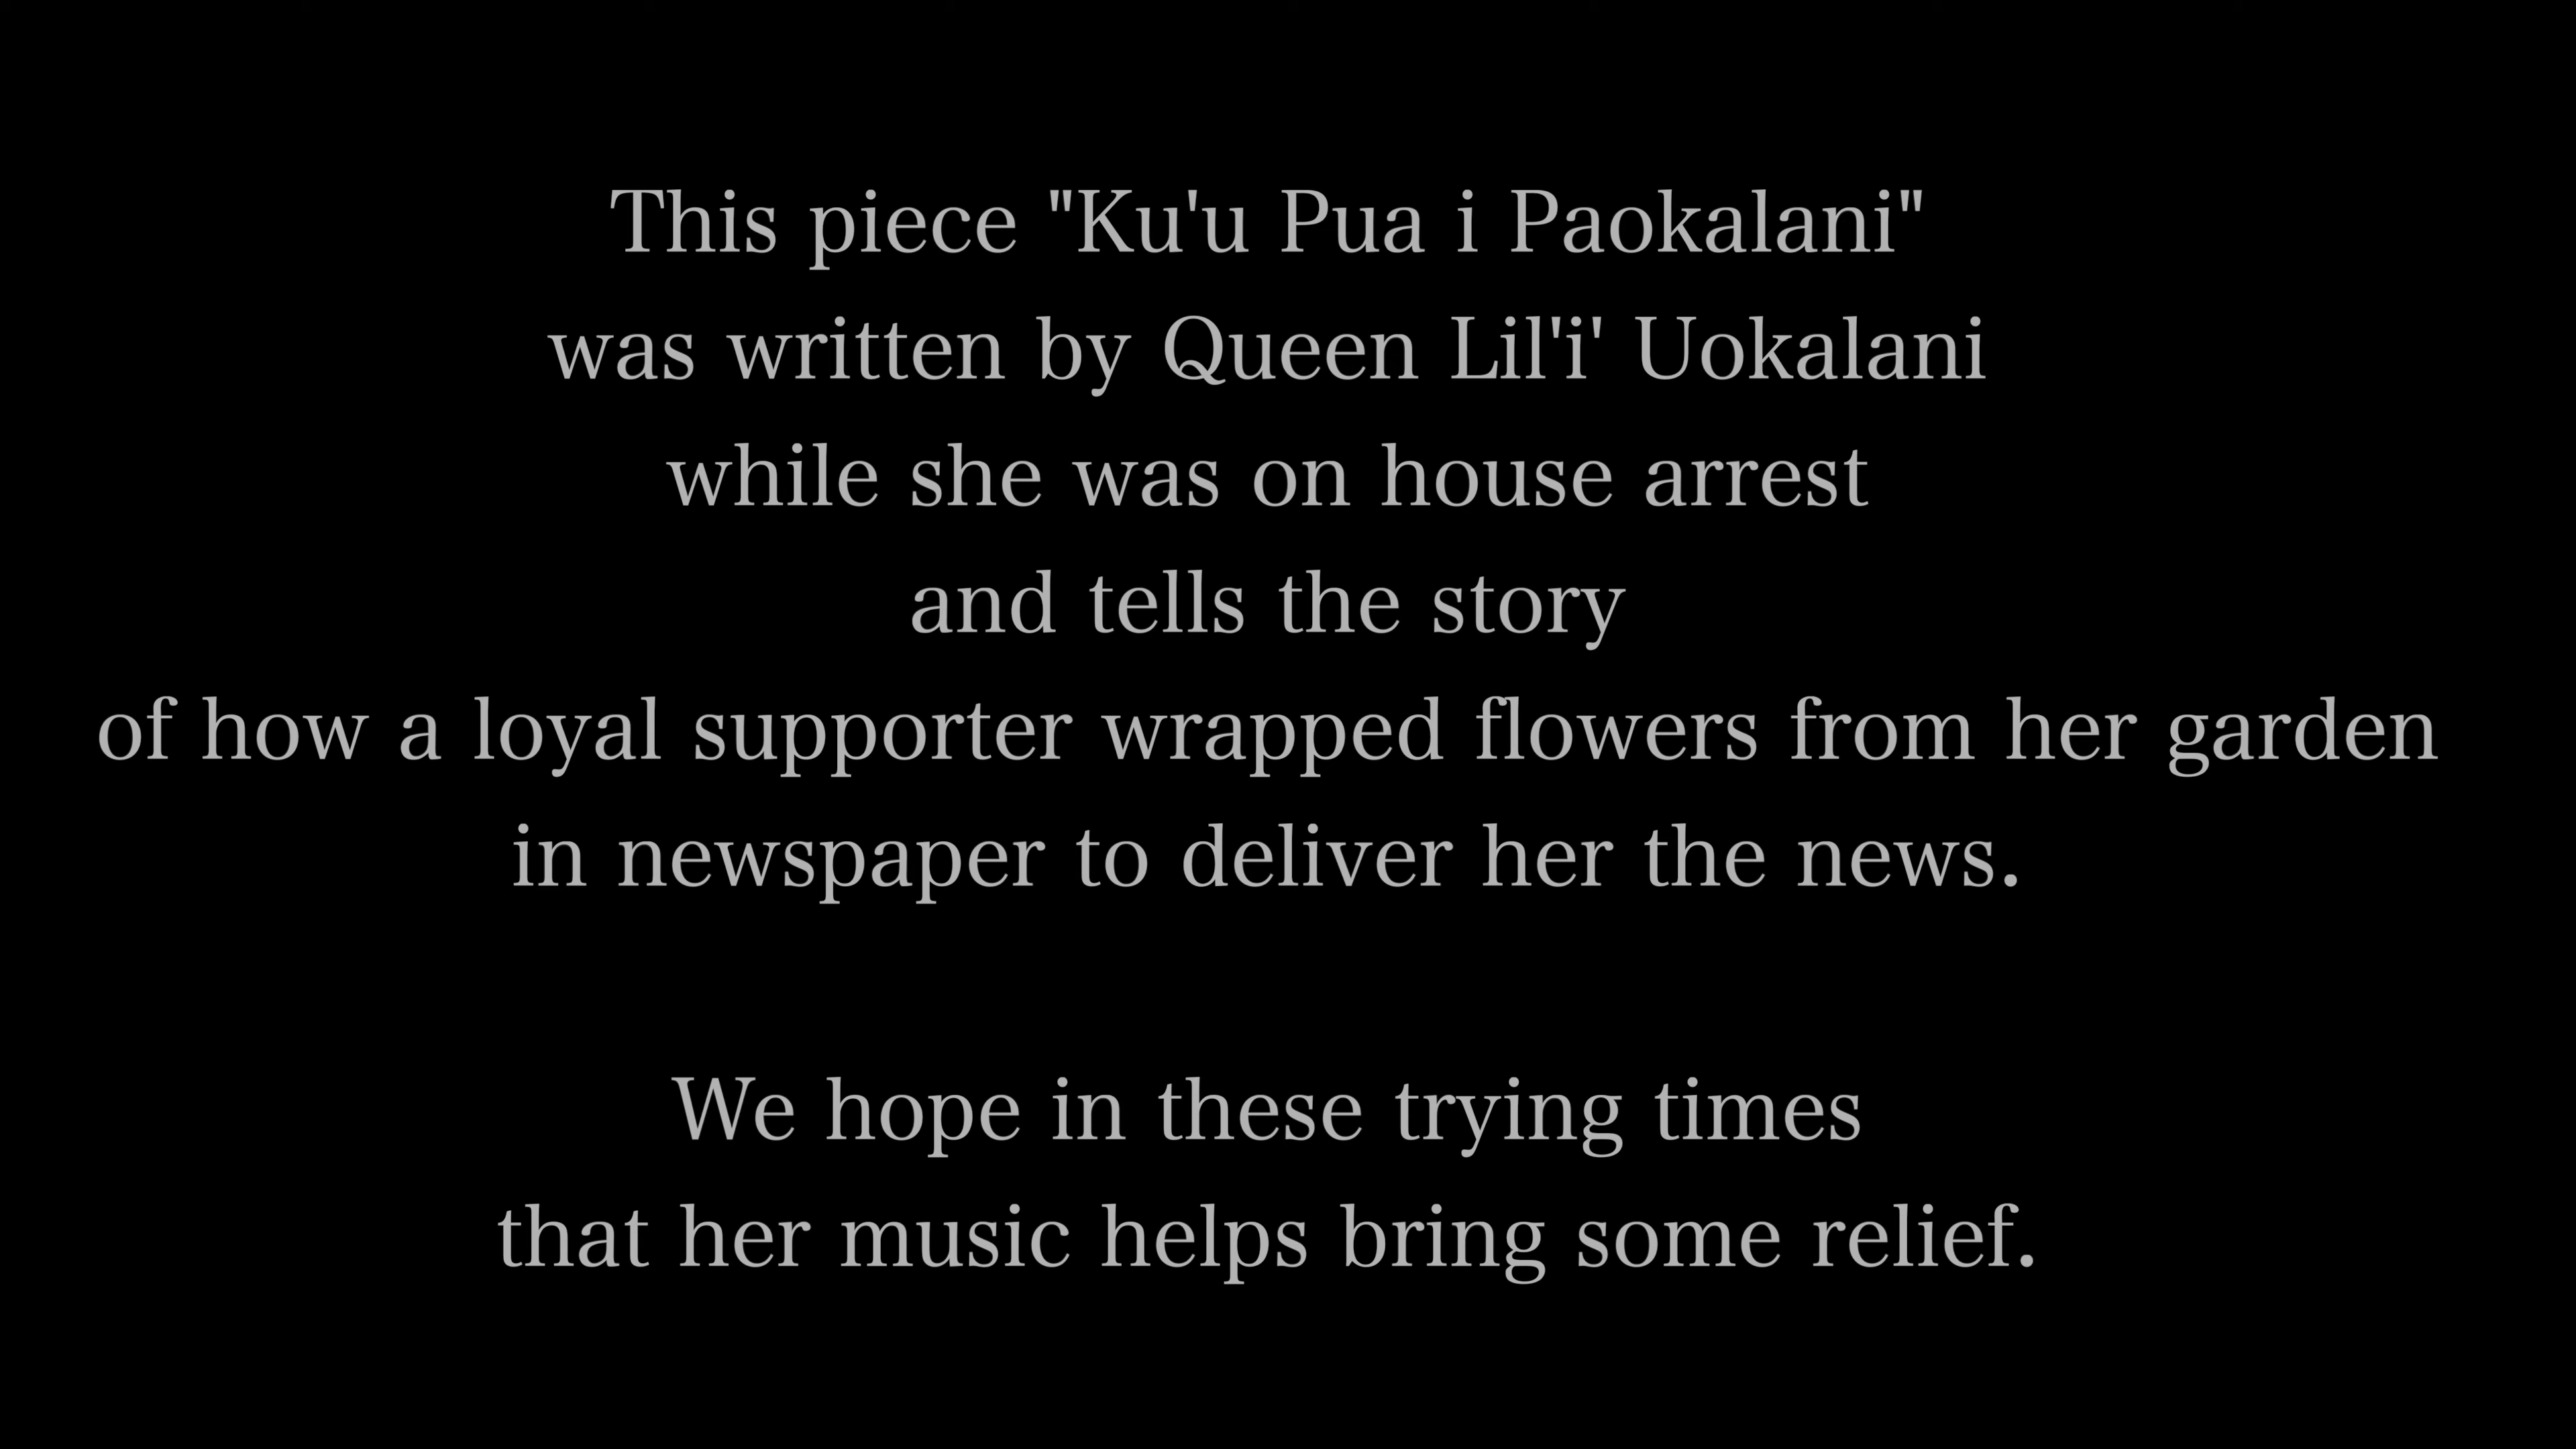 This piece "Ku'u Pua i Paokalani"
was written by Queen Lil'i' Uokalani
while she was on house arrest
and tells the story
of how a loyal supporter wrapped flowers from her garden
in newspaper to deliver her the news.
We hope in these trying times
that her music helps bring some relief.